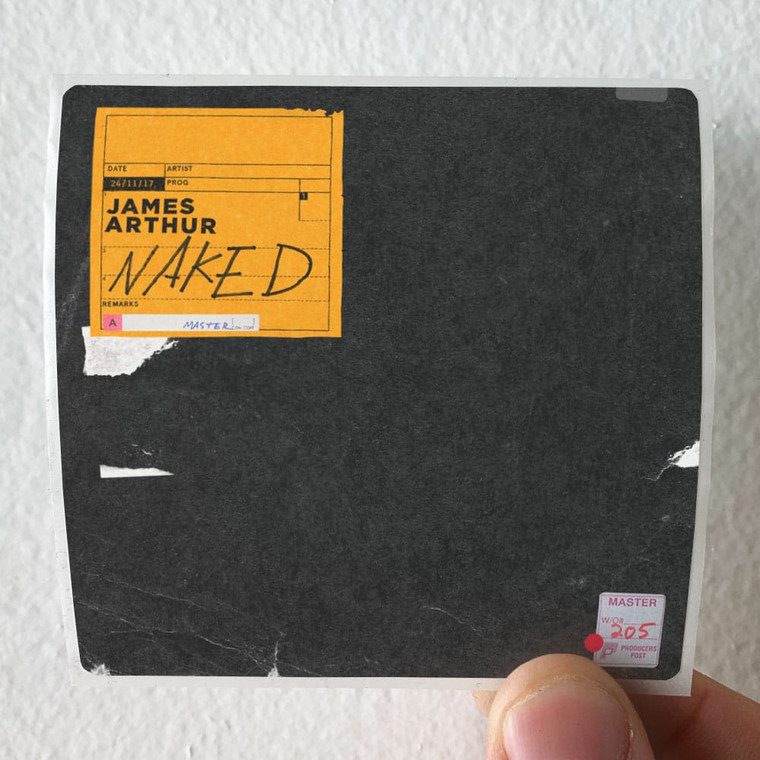 DATE ARTIST
24/11/17 PROG
1
JAMES
ARTHUR
NAKED
REMARKS
A MASTER
MASTER
W/O#
205
PRODUCERS
POST